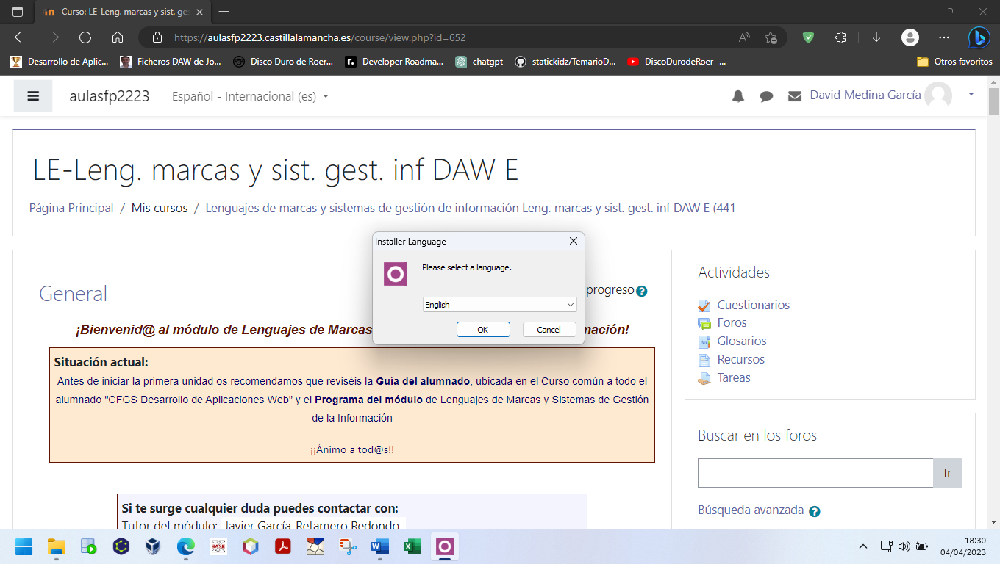 Curso: LE-Leng. marcas y sist. ge
https://aulasfp2223.castillalamancha.es/course/view.php?id=652
Desarrollo de Aplic...
Ficheros DAW de Jo...
Disco Duro de Roer...
Developer Roadma...
chatgpt
statickidz/TemarioD...
DiscoDurodeRoer -...
Otros favoritos
aulasfp2223
Español - Internacional (es)
David Medina García
LE-Leng. marcas y sist. gest. inf DAW E
Página Principal / Mis cursos / Lenguajes de marcas y sistemas de gestión de información Leng. marcas y sist. gest. inf DAW E (441
Installer Language
Please select a language.
English
OK
Cancel
General
progreso
¡Bienvenid@ al módulo de Lenguajes de Marcas
mación!
Situación actual:
Antes de iniciar la primera unidad os recomendamos que reviséis la Guía del alumnado, ubicada en el Curso común a todo el
alumnado "CFGS Desarrollo de Aplicaciones Web" y el Programa del módulo de Lenguajes de Marcas y Sistemas de Gestión
de la Información
¡¡Ánimo a tod@s!!
Si te surge cualquier duda puedes contactar con:
Tutor del módulo: Javier García-Retamero Redondo
Actividades
Cuestionarios
Foros
Glosarios
Recursos
Tareas
Buscar en los foros
Ir
Búsqueda avanzada
18:30
04/04/2023